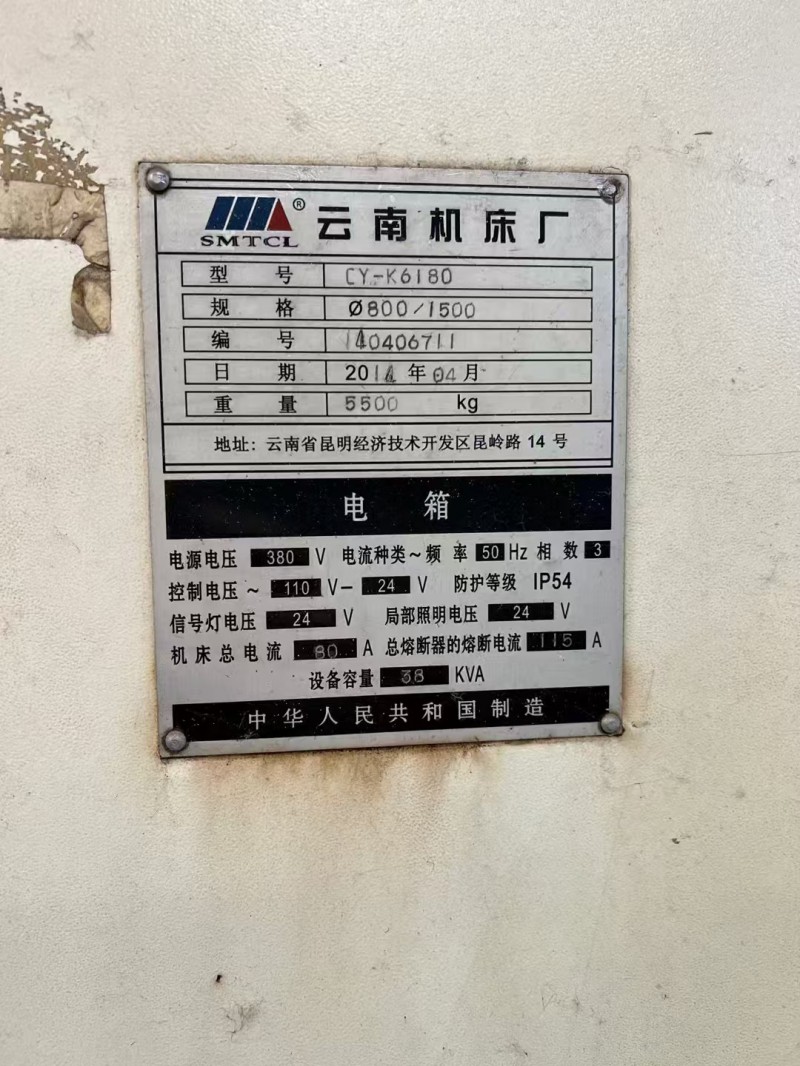 SMTCL® 云南机床厂
型号 CY-K6180
规格 Ø800/1500
编号 140406711
日期 2014年04月
重量 5500 kg
地址：云南省昆明经济技术开发区昆岭路 14 号
电箱
电源电压 380 V 电流种类～频率 50 Hz 相数 3
控制电压～ 110 V— 24 V 防护等级 IP54
信号灯电压 24 V 局部照明电压 24 V
机床总电流 80 A 总熔断器的熔断电流 115 A
设备容量 38 KVA
中华人民共和国制造